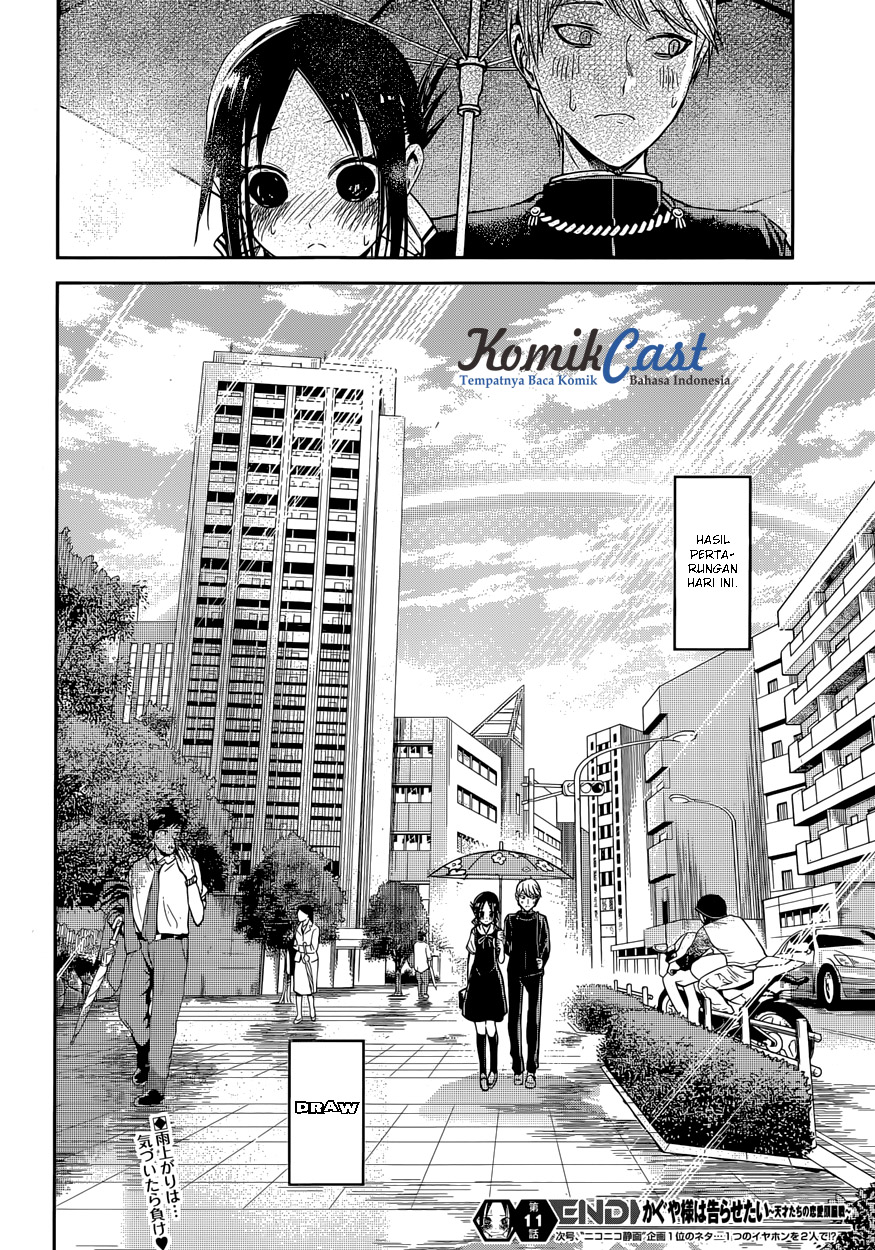 KomikCast
Tempatnya Baca Komik Bahasa Indonesia
HASIL
PERTA-
RUNGAN
HARI INI.
DRAW
◆雨上がりは…
気づいたら負け♥
第11話
END
かぐや様は告らせたい~天才たちの恋愛頭脳戦~
次号、“ニコニコ静画”企画1位のネタ…1つのイヤホンを2人で!?